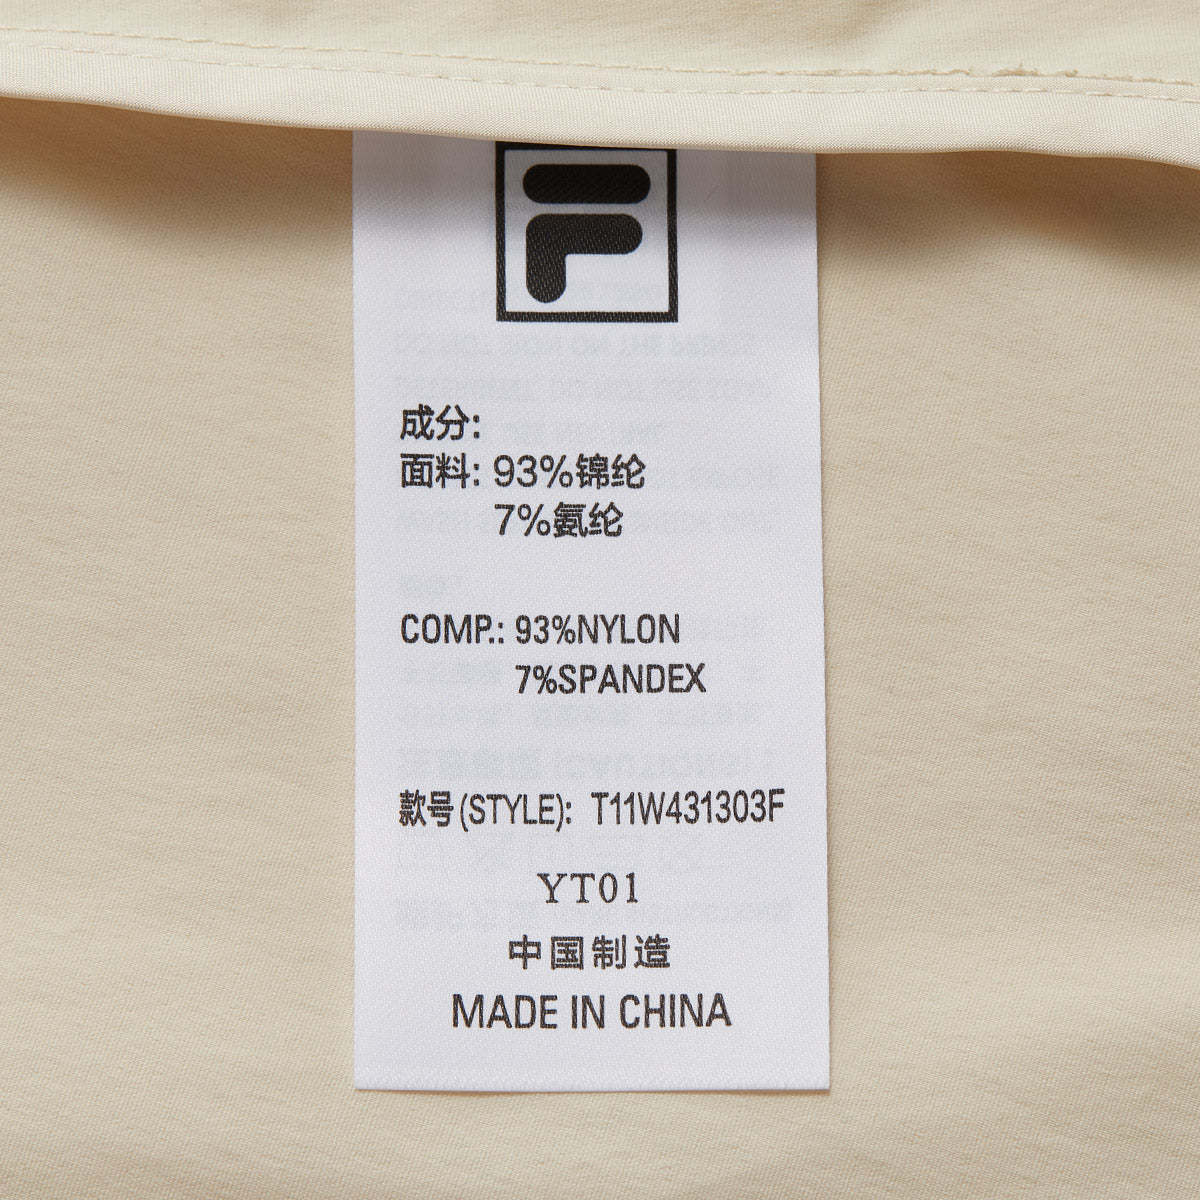 F
成分:
面料: 93%锦纶
7%氨纶
COMP.: 93%NYLON
7%SPANDEX
款号(STYLE): T11W431303F
YT01
中国制造
MADE IN CHINA